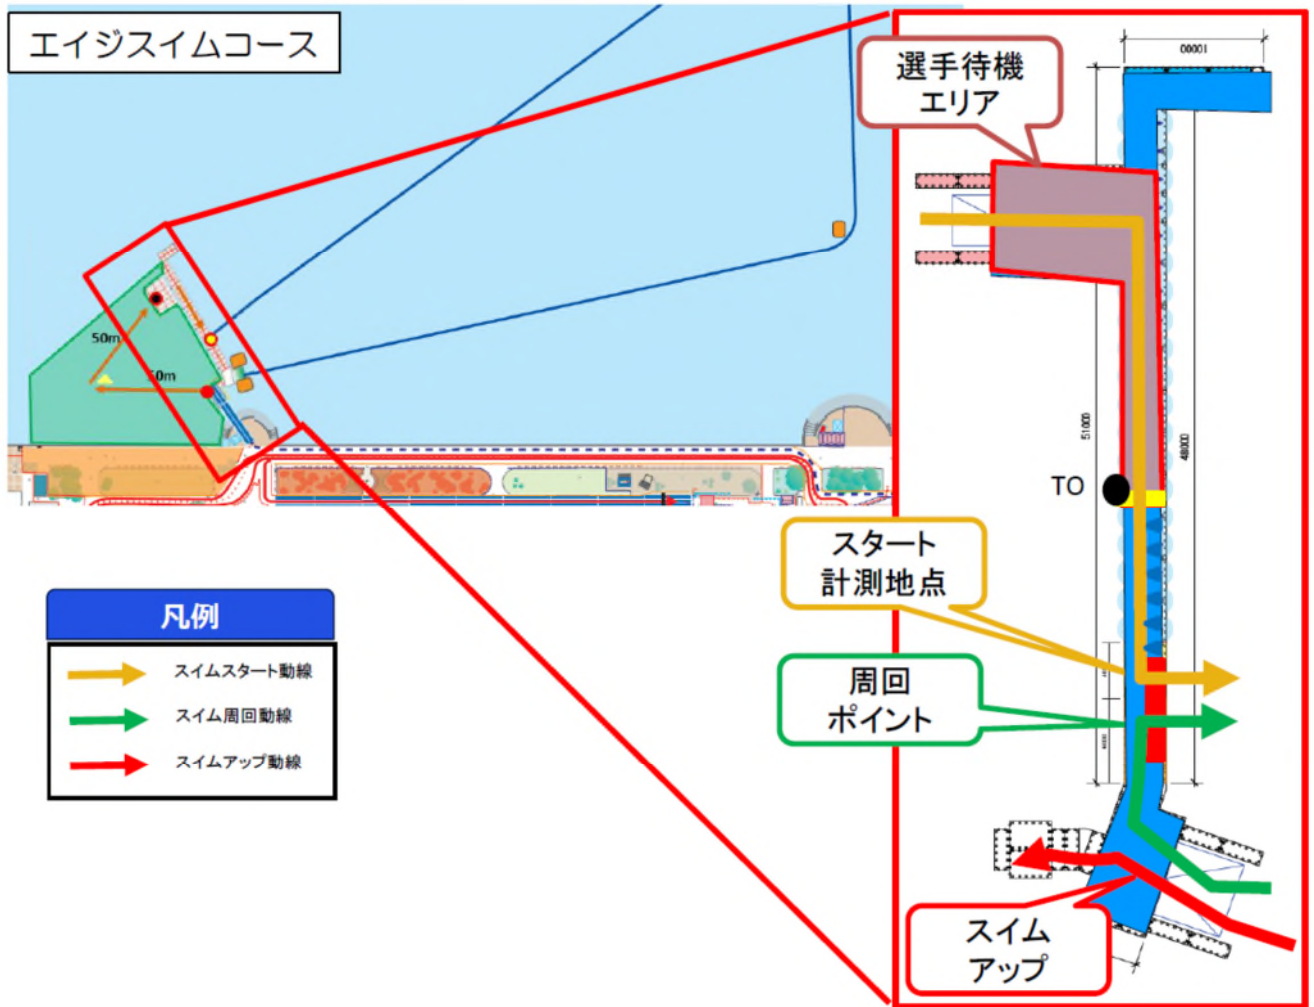 エイジスイムコース
選手待機
エリア
00001
50m
50m
51000
48000
TO
スタート
計測地点
周回
ポイント
凡例
スイムスタート動線
スイム周回動線
スイムアップ動線
スイム
アップ